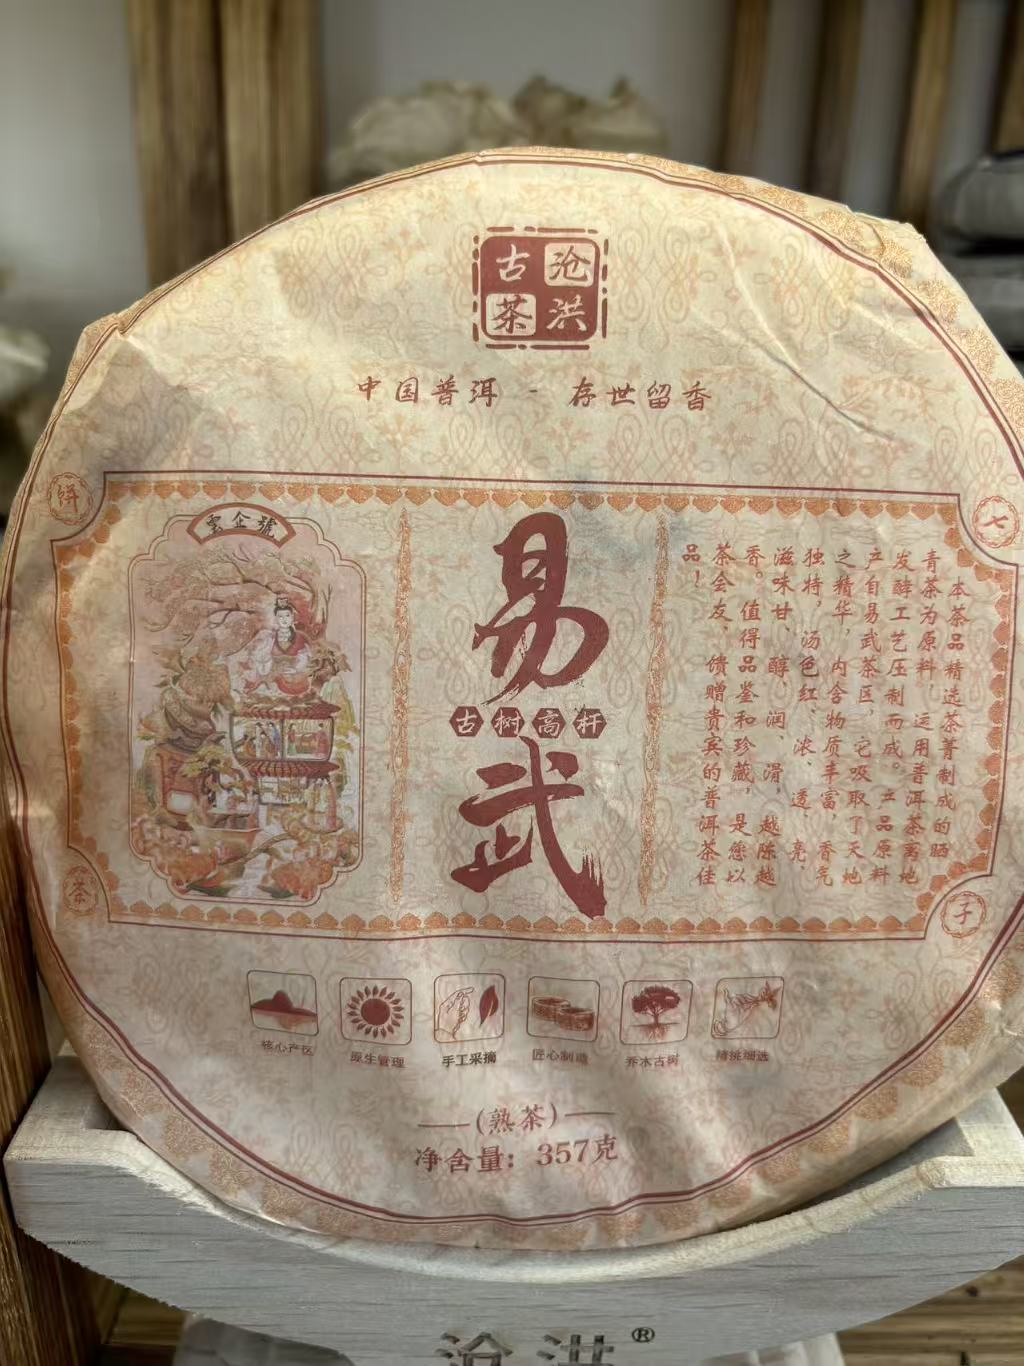 沧洪
古茶
中国普洱 - 存世留香
七
子
饼
茶
雲企號
易
古树高杆
武
本茶品精选茶菁制成的晒
青茶为原料，运用普洱茶离地
发酵工艺压制而成。产品原料
产自易武茶区，它吸取了天地
之精华，内含物质丰富，香气
独特，汤色红、浓、透、亮，
滋味甘、醇、润、滑，越陈越
香。值得品鉴和珍藏，是您以
茶会友、馈赠贵宾的普洱茶佳
品！
核心产区
原生管理
手工采摘
匠心制造
乔木古树
精挑细选
(熟茶)
净含量：357克
沧洪®